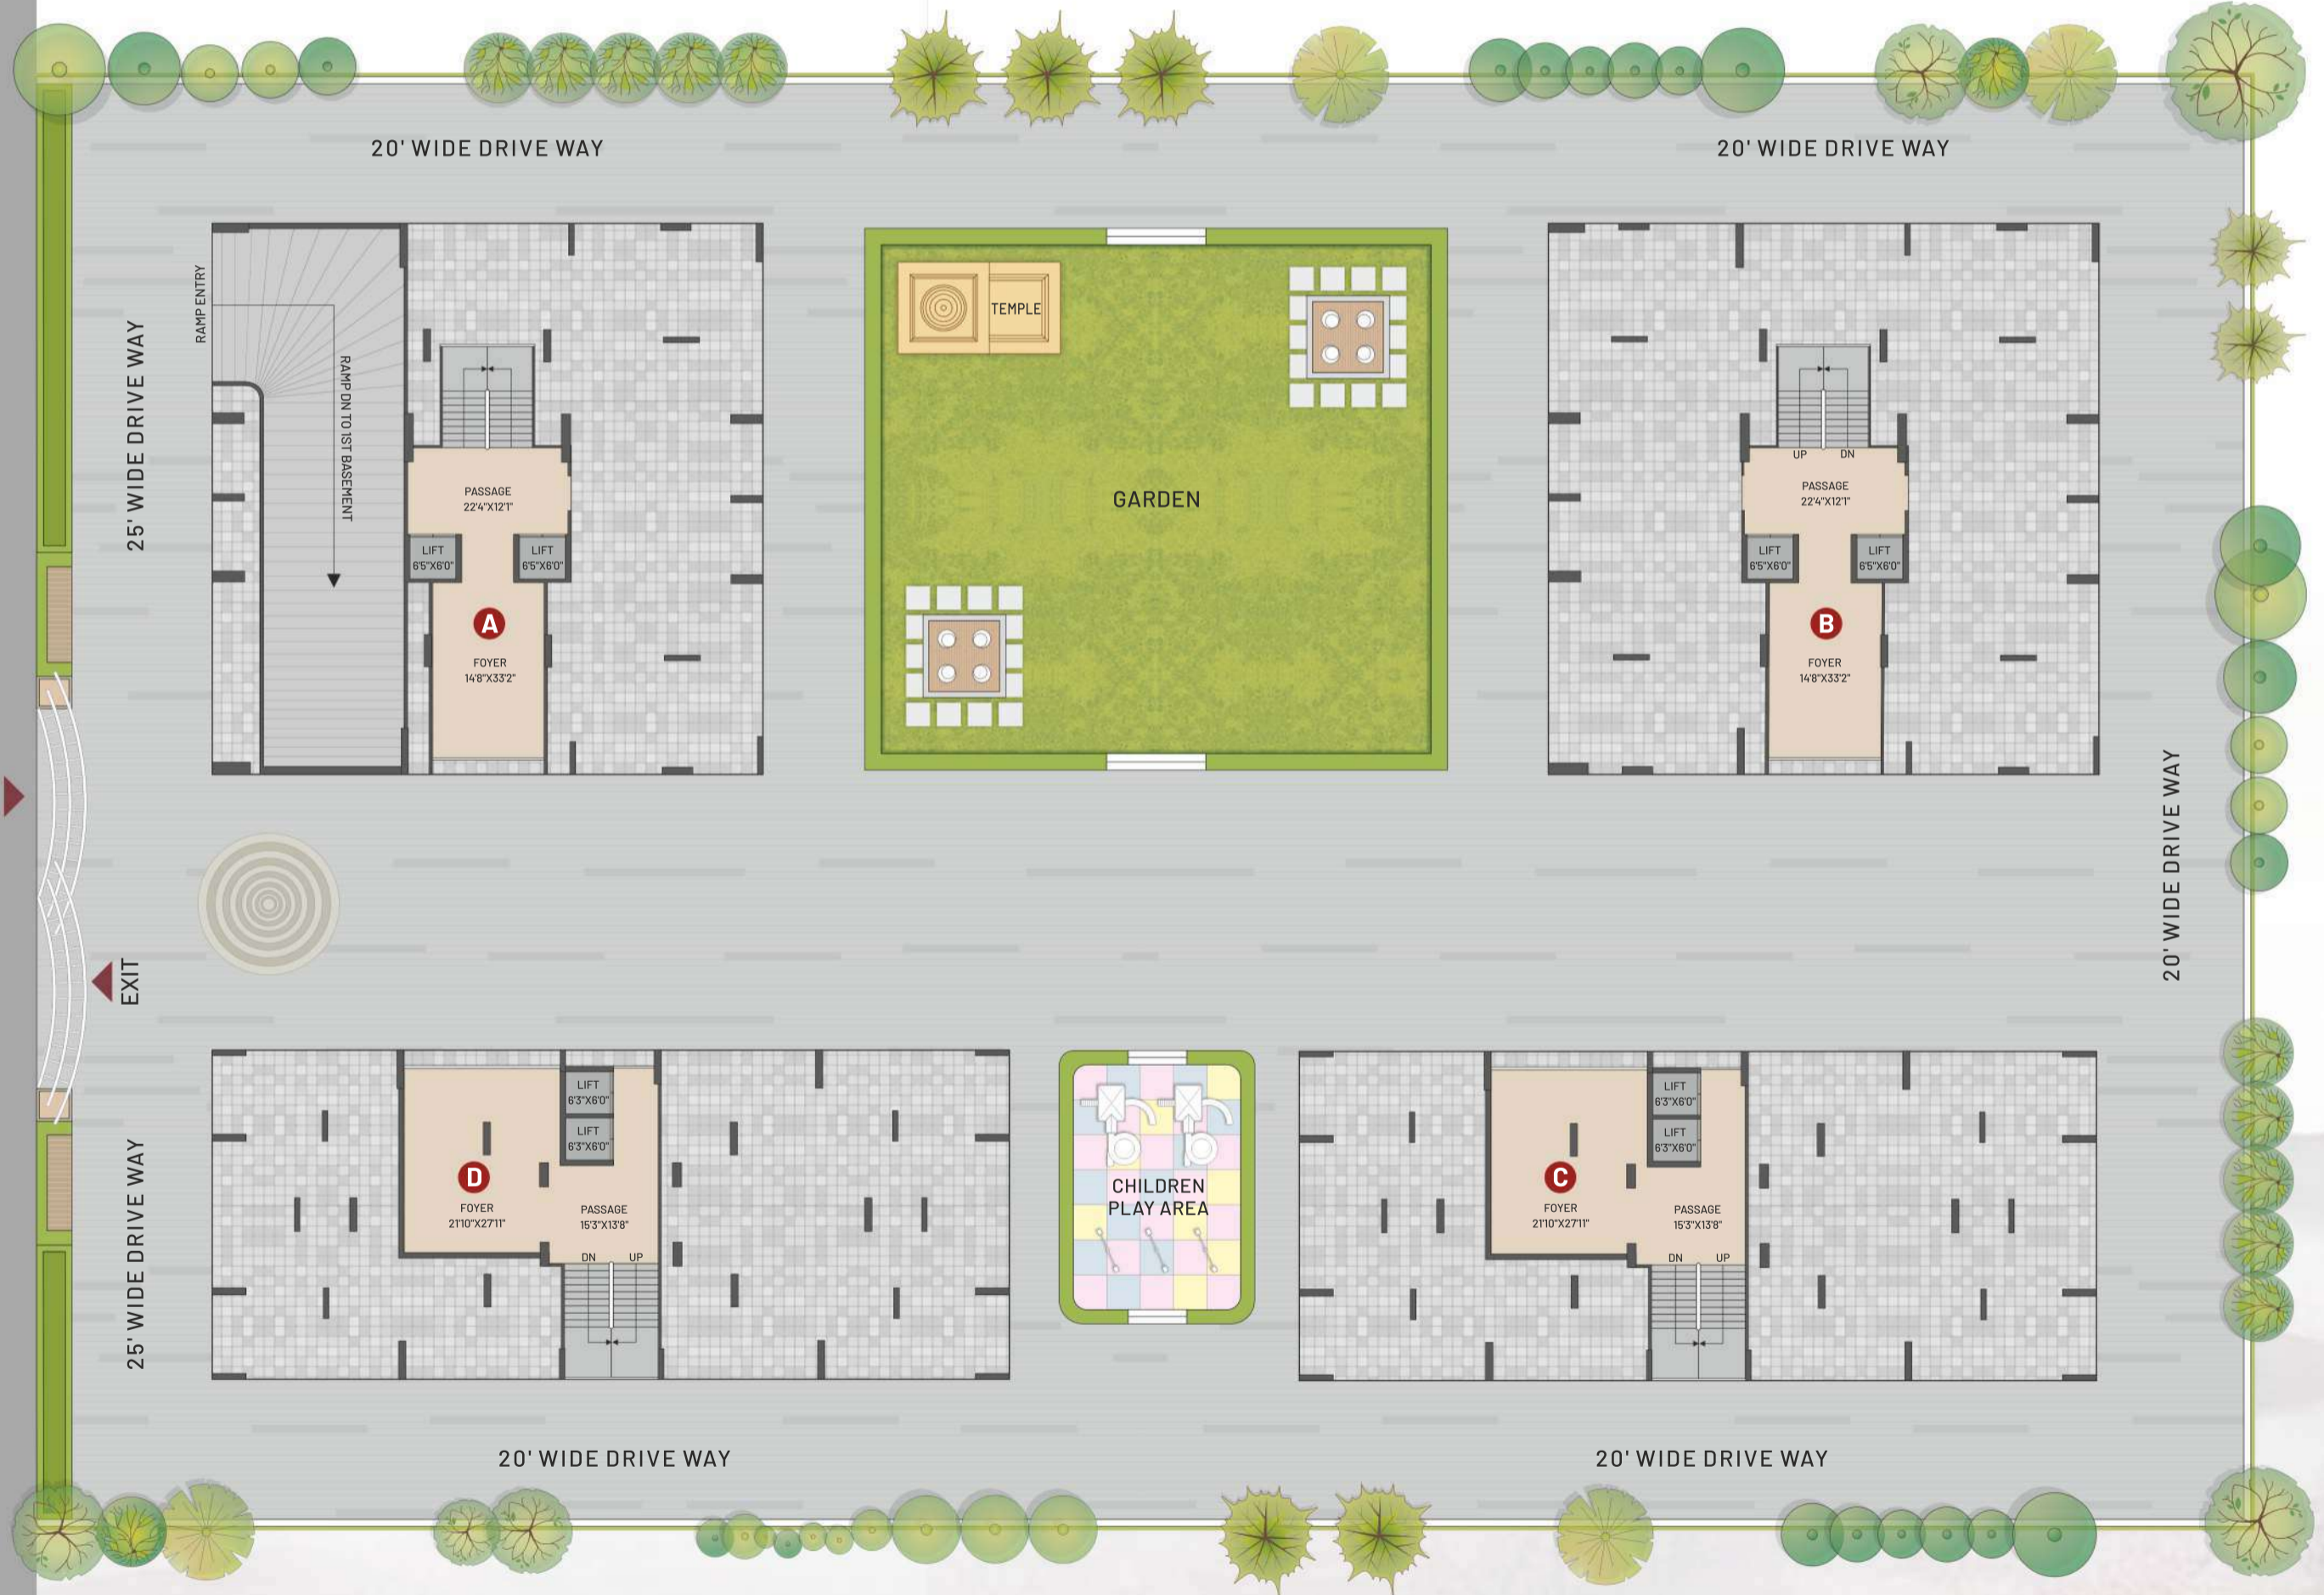 20' WIDE DRIVE WAY
20' WIDE DRIVE WAY
25' WIDE DRIVE WAY
RAMP ENTRY
RAMP DN TO 1ST BASEMENT
PASSAGE
22'4"X12'1"
LIFT
6'5"X6'0"
LIFT
6'5"X6'0"
A
FOYER
14'8"X33'2"
TEMPLE
GARDEN
UP
DN
PASSAGE
22'4"X12'1"
LIFT
6'5"X6'0"
LIFT
6'5"X6'0"
B
FOYER
14'8"X33'2"
20' WIDE DRIVE WAY
EXIT
25' WIDE DRIVE WAY
LIFT
6'3"X6'0"
LIFT
6'3"X6'0"
D
FOYER
21'10"X27'11"
PASSAGE
15'3"X13'8"
DN
UP
CHILDREN
PLAY AREA
LIFT
6'3"X6'0"
LIFT
6'3"X6'0"
C
FOYER
21'10"X27'11"
PASSAGE
15'3"X13'8"
DN
UP
20' WIDE DRIVE WAY
20' WIDE DRIVE WAY